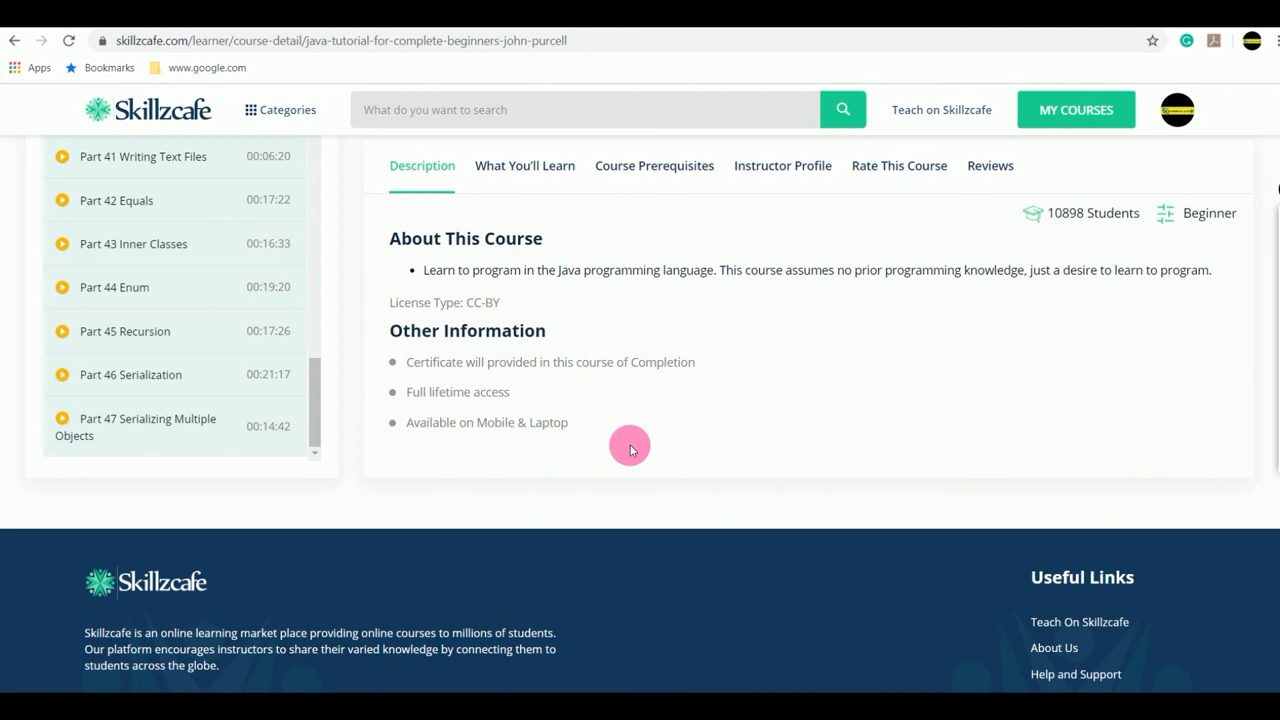 skillzcafe.com/learner/course-detail/java-tutorial-for-complete-beginners-john-purcell
Apps Bookmarks www.google.com
Skillzcafe Categories What do you want to search Teach on Skillzcafe MY COURSES
Part 41 Writing Text Files 00:06:20
Part 42 Equals 00:17:22
Part 43 Inner Classes 00:16:33
Part 44 Enum 00:19:20
Part 45 Recursion 00:17:26
Part 46 Serialization 00:21:17
Part 47 Serializing Multiple
Objects 00:14:42
Description What You'll Learn Course Prerequisites Instructor Profile Rate This Course Reviews
10898 Students Beginner
About This Course
• Learn to program in the Java programming language. This course assumes no prior programming knowledge, just a desire to learn to program.
License Type: CC-BY
Other Information
Certificate will provided in this course of Completion
Full lifetime access
Available on Mobile & Laptop
Skillzcafe
Skillzcafe is an online learning market place providing online courses to millions of students.
Our platform encourages instructors to share their varied knowledge by connecting them to
students across the globe.
Useful Links
Teach On Skillzcafe
About Us
Help and Support